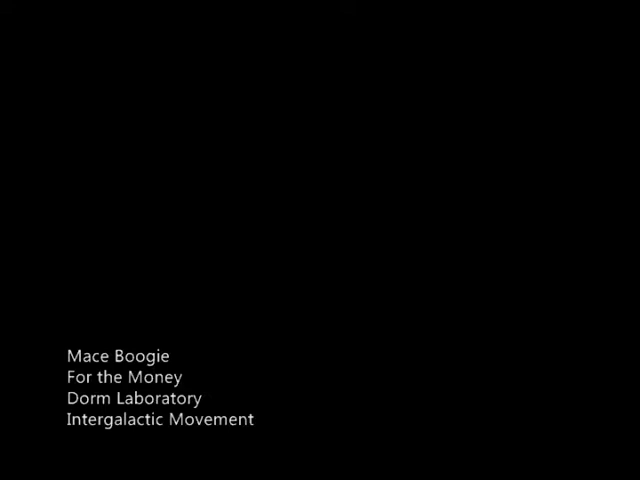 Mace Boogie
For the Money
Dorm Laboratory
Intergalactic Movement